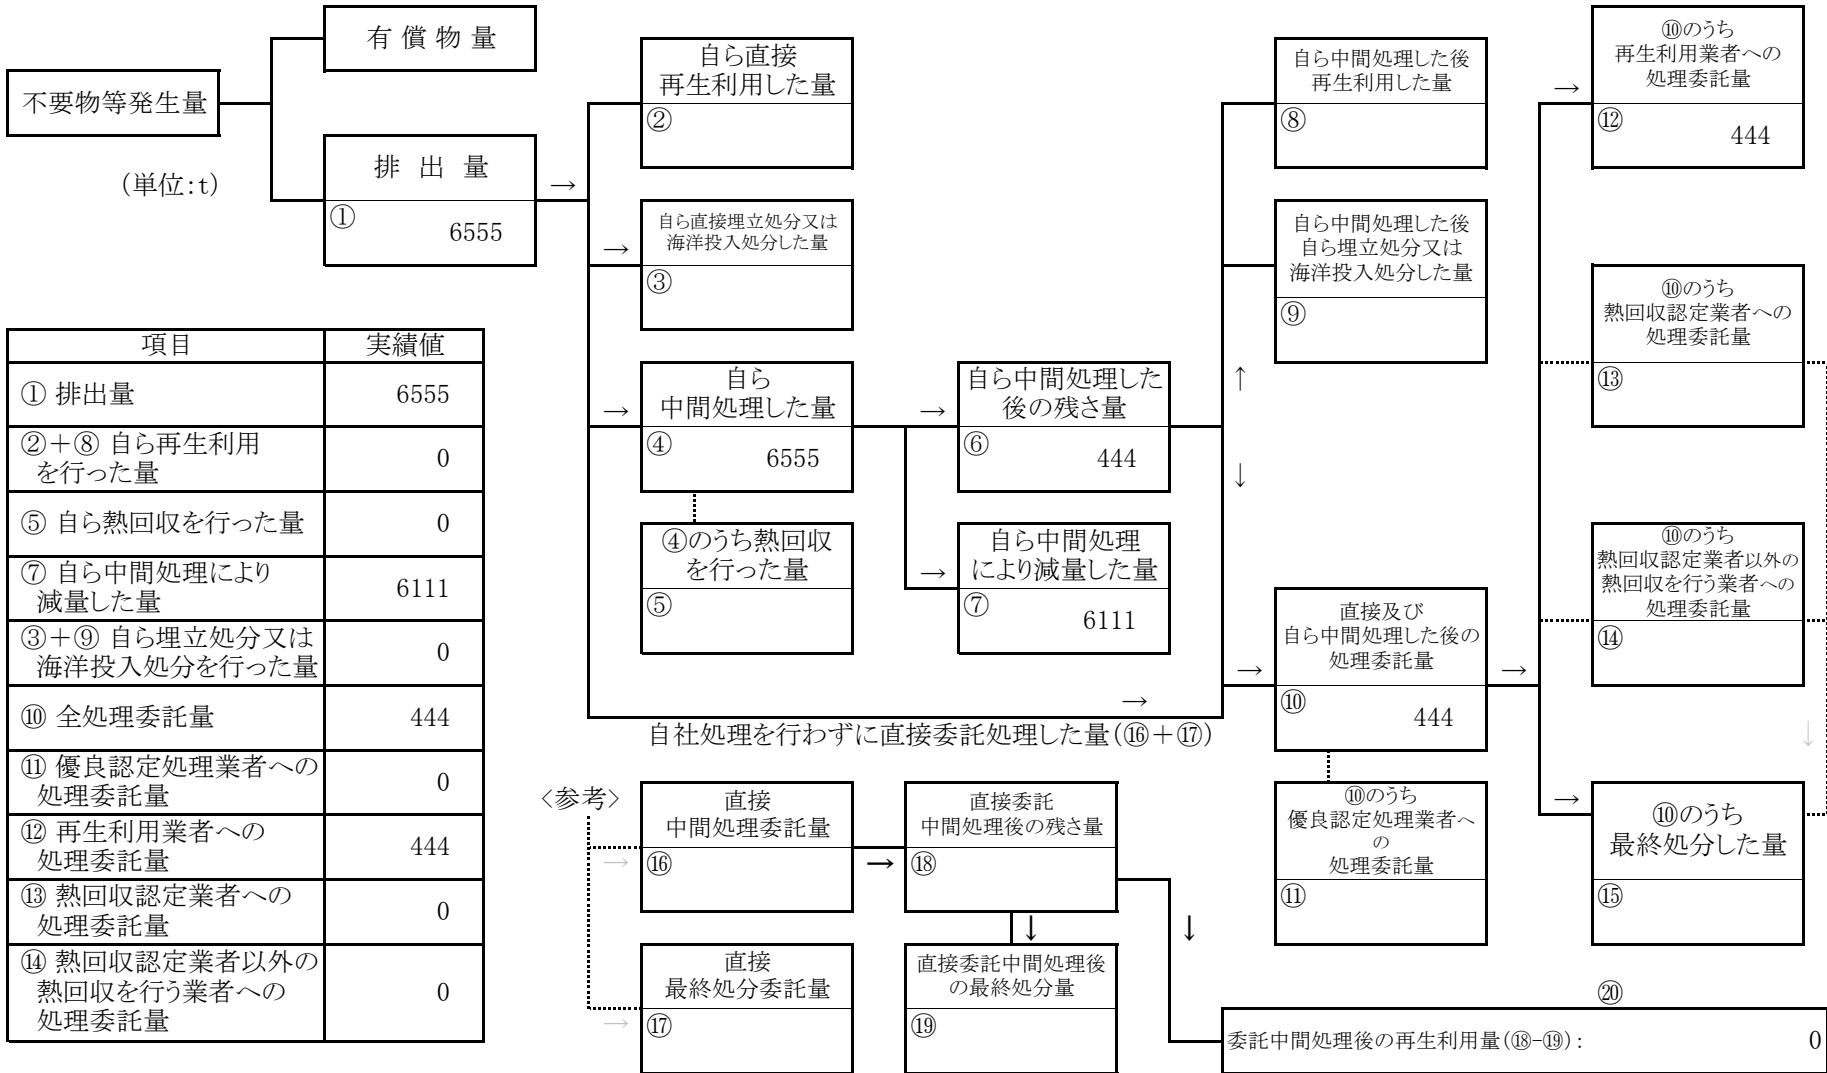 不要物等発生量
(単位:t)
有 償 物 量
排 出 量
→
①
6555
自ら直接
再生利用した量
②
→
自ら直接埋立処分又は
海洋投入処分した量
③
→
自ら
中間処理した量
④
6555
④のうち熱回収
を行った量
⑤
→
自ら中間処理した
後の残さ量
⑥
444
→
自ら中間処理
により減量した量
⑦
6111
→
自社処理を行わずに直接委託処理した量(⑯+⑰)
自ら中間処理した後
再生利用した量
⑧
自ら中間処理した後
自ら埋立処分又は
海洋投入処分した量
⑨
↑
↓
→
直接及び
自ら中間処理した後の
処理委託量
⑩
444
→
⑩のうち
優良認定処理業者へ
の
処理委託量
⑪
→
⑩のうち
再生利用業者への
処理委託量
⑫
444
⑩のうち
熱回収認定業者への
処理委託量
⑬
⑩のうち
熱回収認定業者以外の
熱回収を行う業者への
処理委託量
⑭
↓
→
⑩のうち
最終処分した量
⑮
項目 実績値
① 排出量 6555
②+⑧ 自ら再生利用
を行った量 0
⑤ 自ら熱回収を行った量 0
⑦ 自ら中間処理により
減量した量 6111
③+⑨ 自ら埋立処分又は
海洋投入処分を行った量 0
⑩ 全処理委託量 444
⑪ 優良認定処理業者への
処理委託量 0
⑫ 再生利用業者への
処理委託量 444
⑬ 熱回収認定業者への
処理委託量 0
⑭ 熱回収認定業者以外の
熱回収を行う業者への
処理委託量 0
〈参考〉
→
直接
中間処理委託量
⑯
→
直接委託
中間処理後の残さ量
⑱
↓
↓
→
直接
最終処分委託量
⑰
直接委託中間処理後
の最終処分量
⑲
⑳
委託中間処理後の再生利用量(⑱-⑲): 0